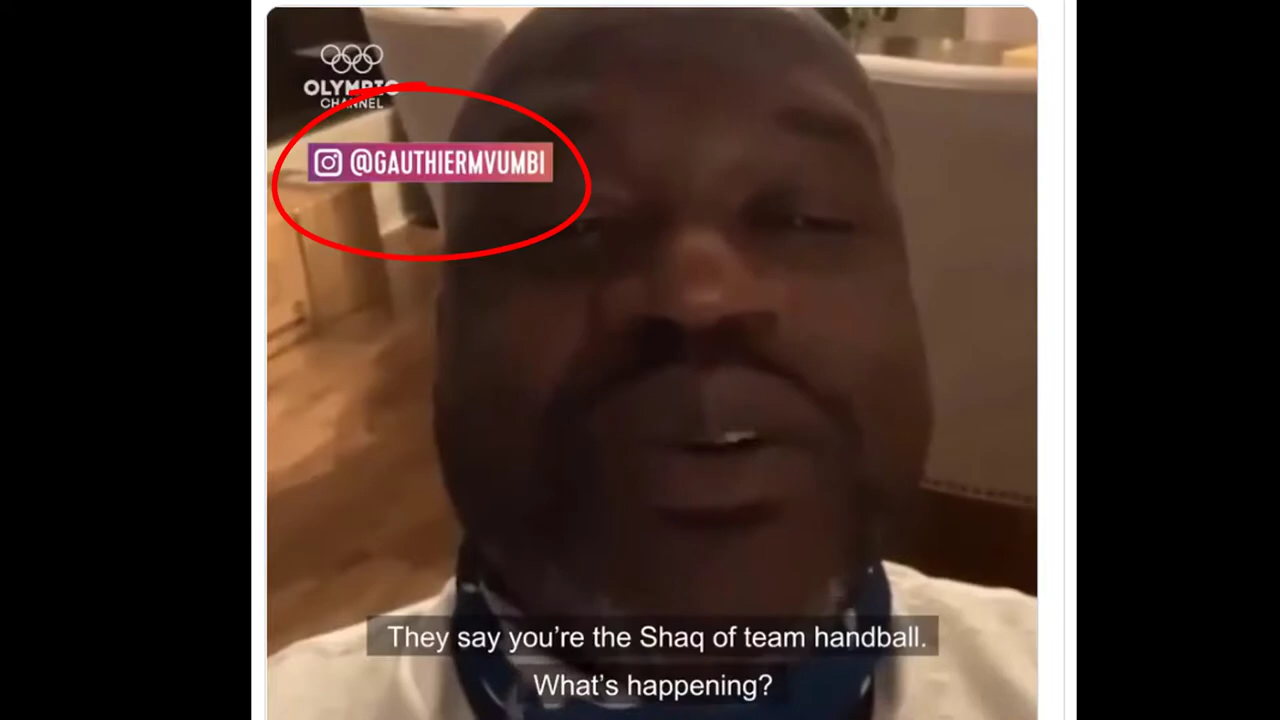 OLYMPIC
CHANNEL
@GAUTHIERMVUMBI
They say you're the Shaq of team handball.
What's happening?